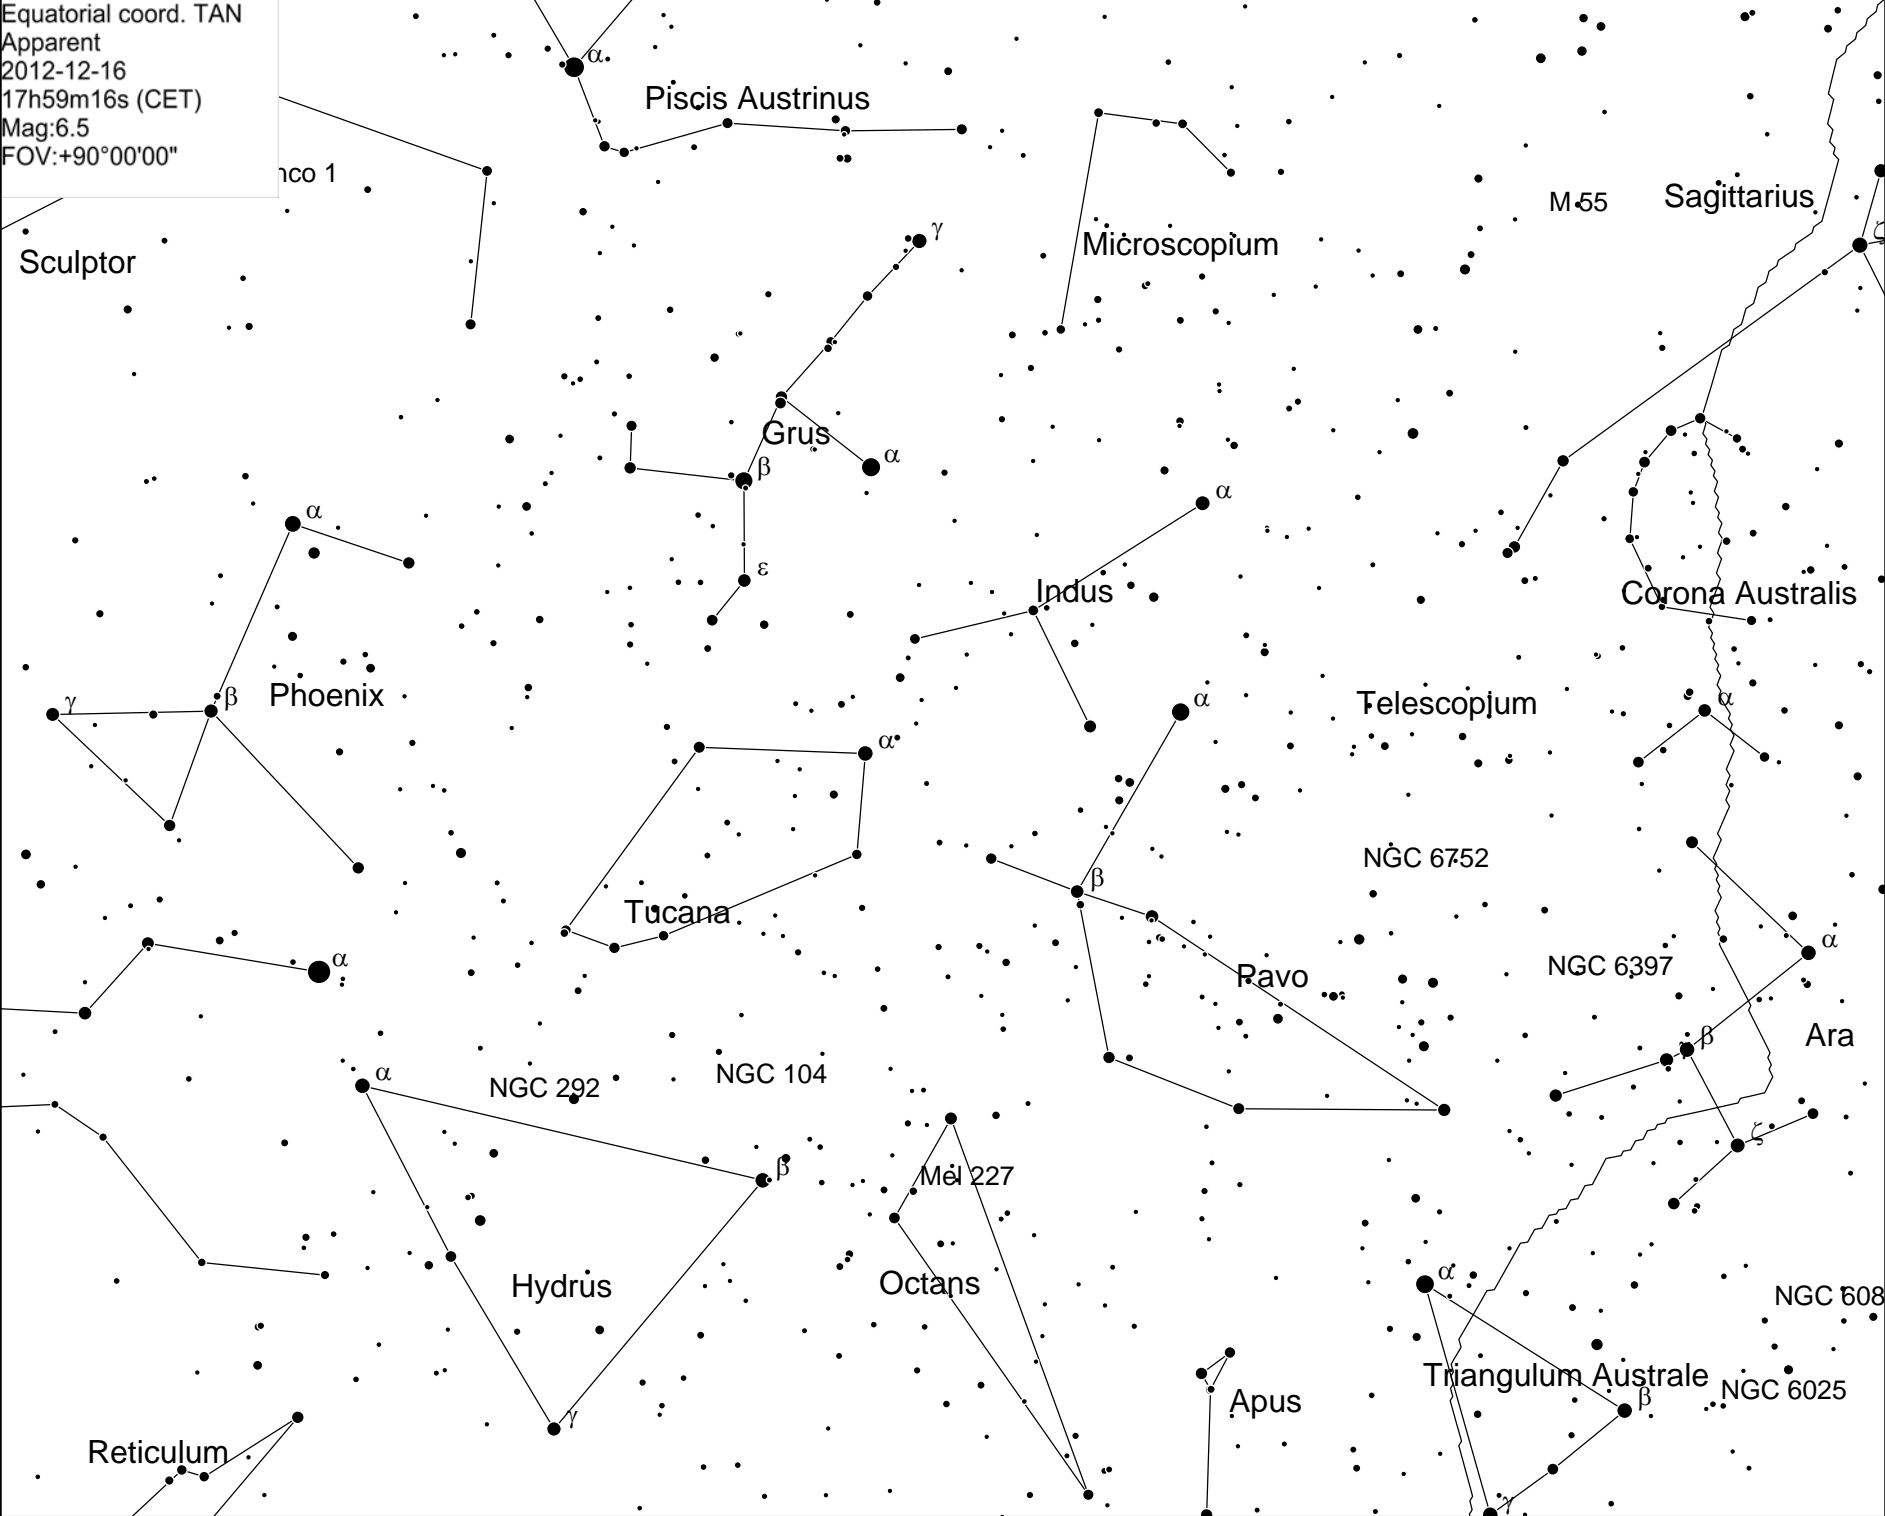 Equatorial coord. TAN
Apparent
2012-12-16
17h59m16s (CET)
Mag:6.5
FOV:+90°00'00"
α
Piscis Austrinus
nco 1
M 55
Sagittarius
ζ
Sculptor
γ
Microscopium
Grus
α
β
α
α
ε
Indus
Corona Australis
γ
β
Phoenix
α
Telescopium
α
α
NGC 6752
β
Tucana
α
α
NGC 6397
Pavo
β
Ara
γ
α
NGC 292
NGC 104
β
ζ
Mel 227
Hydrus
Octans
α
NGC 608
Triangulum Australe
NGC 6025
β
Apus
γ
Reticulum
γ